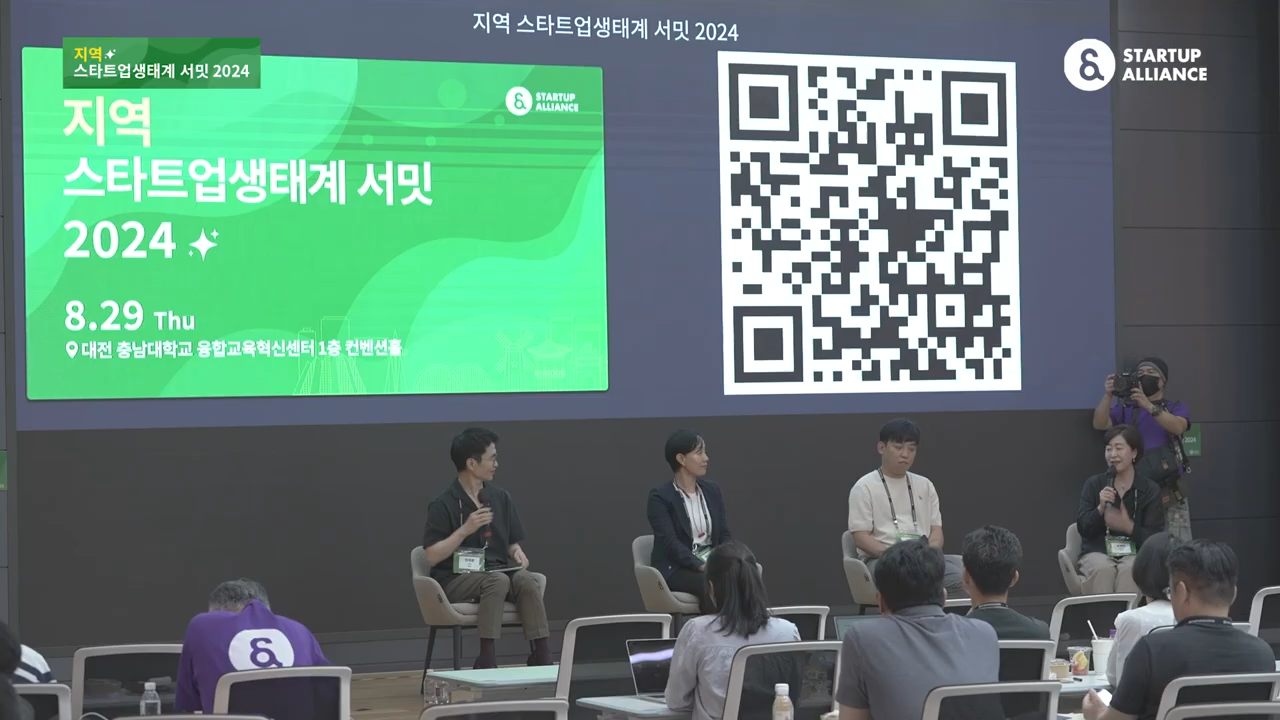 지역 스타트업생태계 서밋 2024
지역
스타트업생태계 서밋 2024
STARTUP
ALLIANCE
STARTUP
ALLIANCE
지역
스타트업생태계 서밋
2024
8.29 Thu
대전 충남대학교 융합교육혁신센터 1층 컨벤션홀